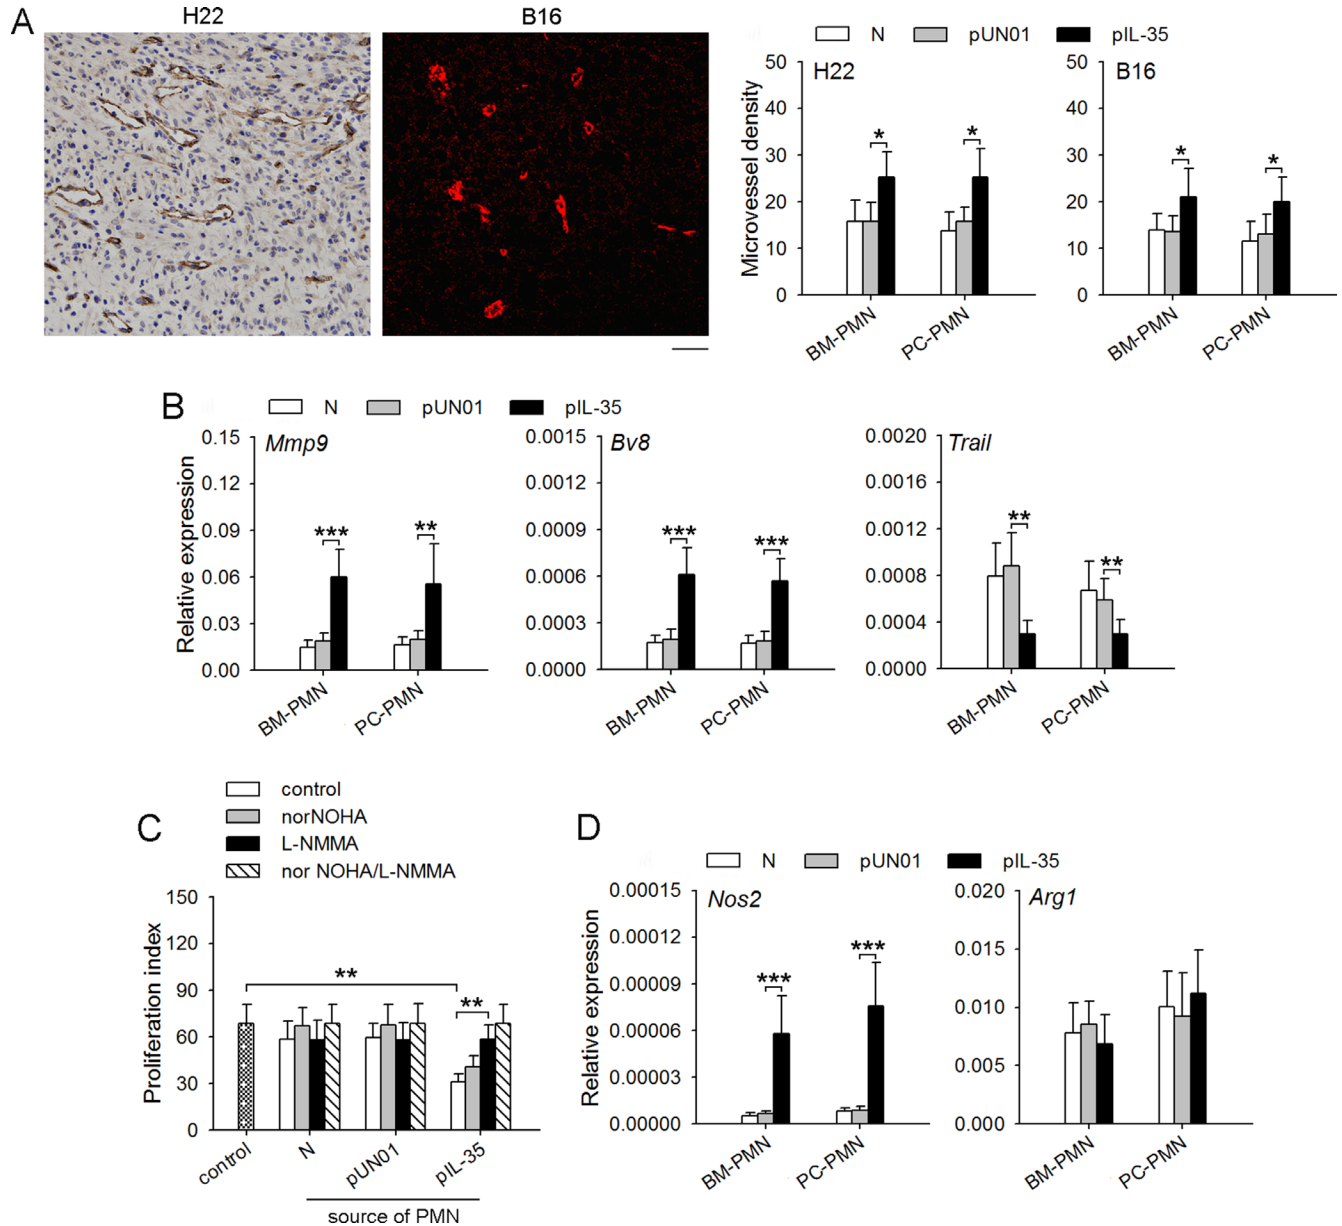 A
H22
B16
N
pUN01
pIL-35
Microvessel density
50
40
30
20
10
0
H22
*
*
BM-PMN
PC-PMN
50
40
30
20
10
0
B16
*
*
BM-PMN
PC-PMN
B
N
pUN01
pIL-35
Relative expression
0.15
0.12
0.09
0.06
0.03
0.00
Mmp9
***
**
BM-PMN
PC-PMN
0.0015
0.0012
0.0009
0.0006
0.0003
0.0000
Bv8
***
***
BM-PMN
PC-PMN
0.0020
0.0016
0.0012
0.0008
0.0004
0.0000
Trail
**
**
BM-PMN
PC-PMN
C
control
norNOHA
L-NMMA
nor NOHA/L-NMMA
Proliferation index
150
120
90
60
30
0
**
**
control
N
pUN01
pIL-35
source of PMN
D
N
pUN01
pIL-35
Relative expression
0.00015
0.00012
0.00009
0.00006
0.00003
0.00000
Nos2
***
***
BM-PMN
PC-PMN
0.020
0.015
0.010
0.005
0.000
Arg1
BM-PMN
PC-PMN